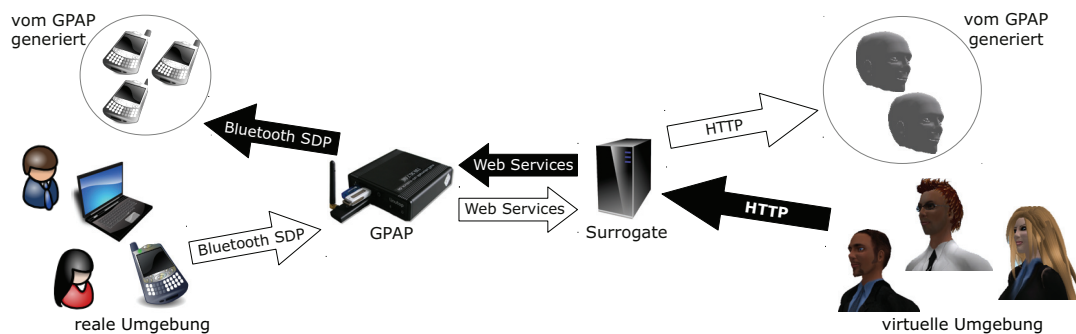 vom GPAP
generiert
vom GPAP
generiert
Bluetooth SDP
HTTP
Web Services
Web Services
HTTP
Bluetooth SDP
GPAP
Surrogate
reale Umgebung
virtuelle Umgebung